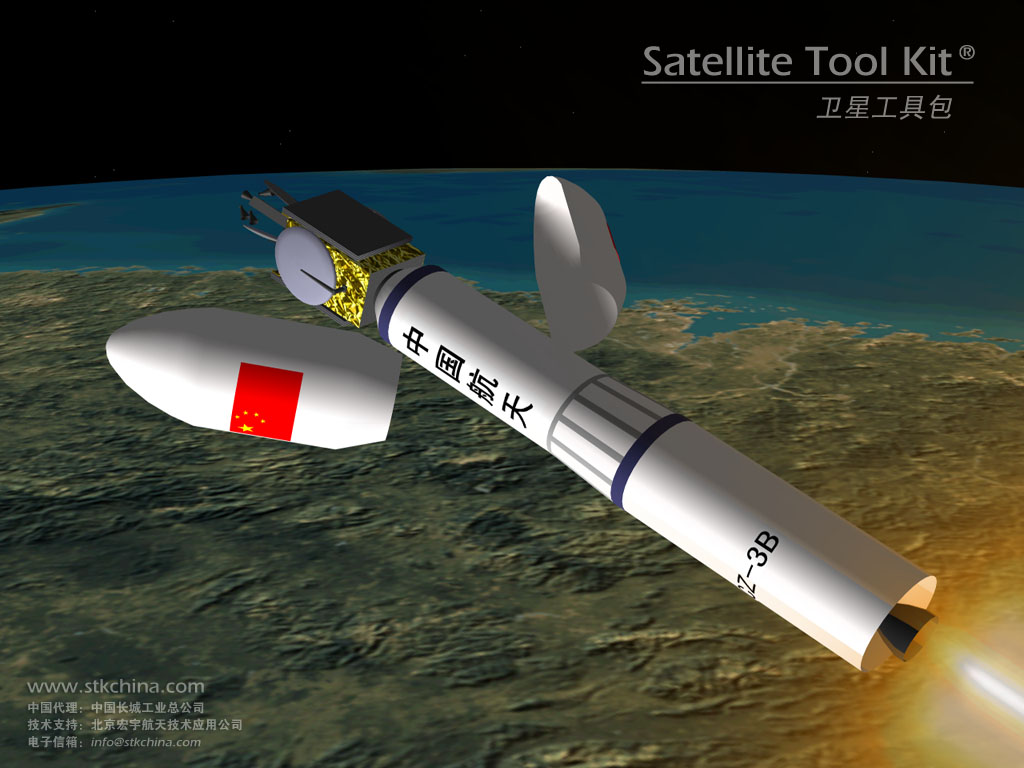 Satellite Tool Kit®
卫星工具包
中国航天
CZ-3B
www.stkchina.com
中国代理：中国长城工业总公司
技术支持：北京宏宇航天技术应用公司
电子信箱：info@stkchina.com